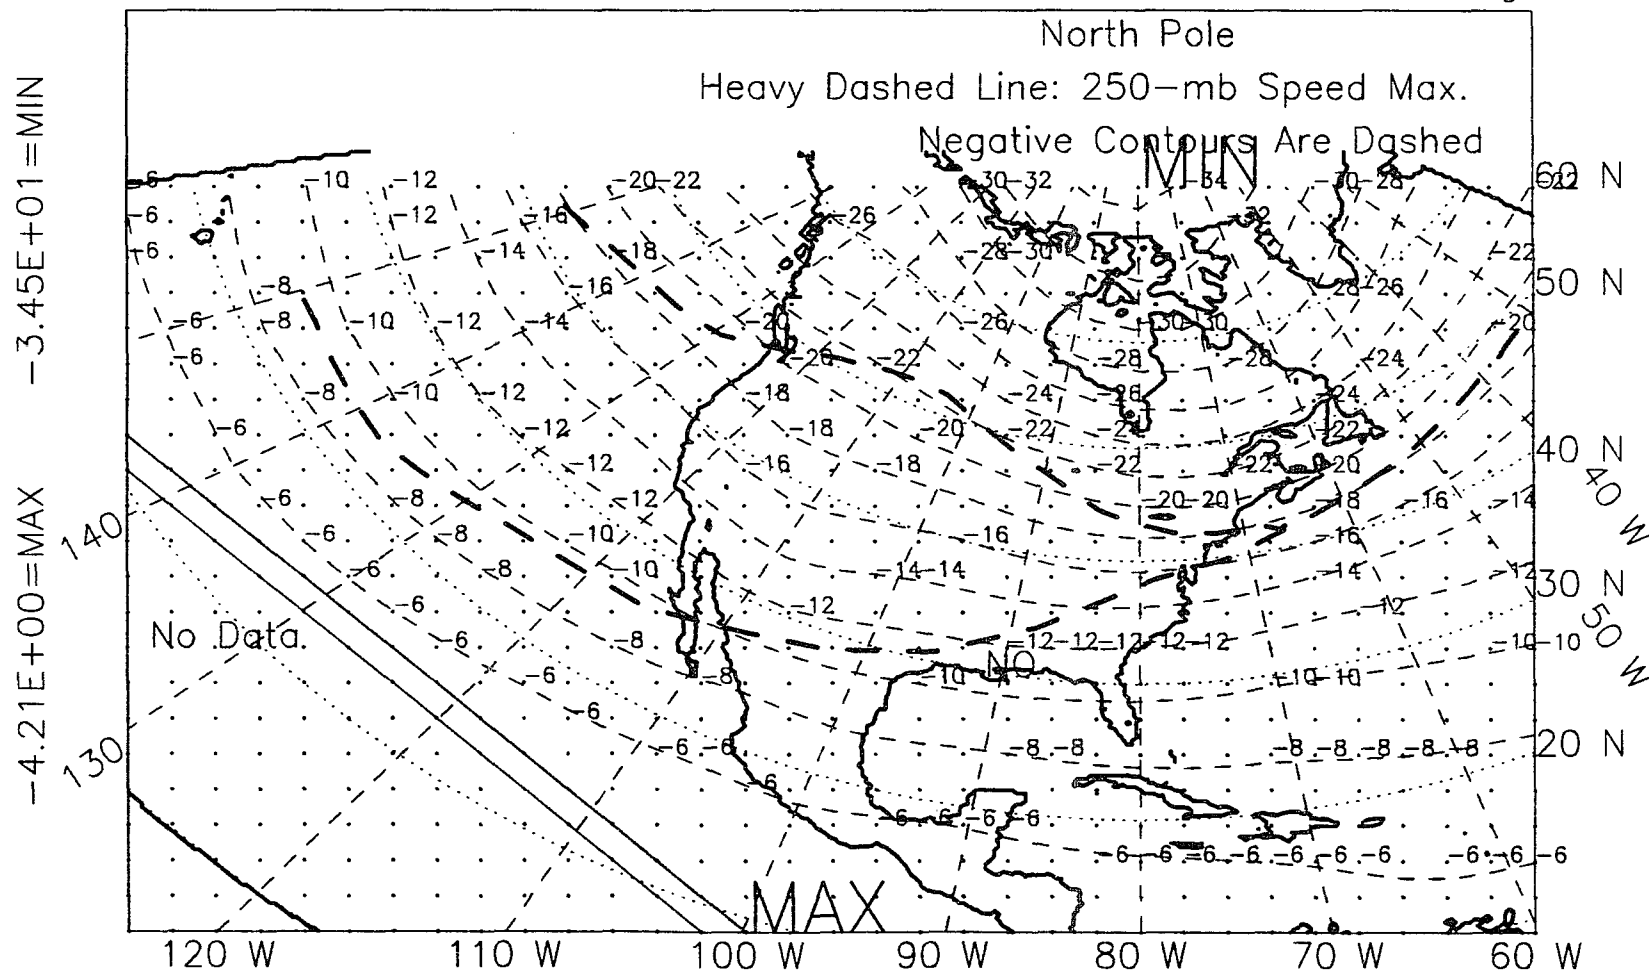 North Pole
Heavy Dashed Line: 250-mb Speed Max.
Negative Contours Are Dashed
MIN
-6 -10 -12 -20-22 -30-32 -34 -30-28 -22 60 N
-6 -12 -16 -26 -32
-6 -14 -18 -28-30 -22
-8 -16 -28-26 50 N
-6 -8 -10 -12 -14 -20 -26 -30-30 -20
-6 -20 -22 -28 -28 -24
-8 -10 -12 -18 -24 -26 -24
-6 -12 -18 -20 -22 -24 -22
-12 -16 -18 -22 -22 -20 40 N
-6 -8 -12 -20-20 -18 -16 -14 40 W
-6 -8 -10 -16 -16 140
-6 -8 -10 -14-14 -14 -12 30 N
-6 -12 -12
No Data. -6 -8 -12-12-12-12-12 -10-10 50 W
-6 -8 -10 NO -10-10
-6
-6 -6 -8-8 -8-8-8-8-8 20 N
130 -6
-6-6-6-6
-6-6-6-6-6-6-6 -6-6-6
MAX
120 W 110 W 100 W 90 W 80 W 70 W 60 W
-3.45E+01=MIN
-4.21E+00=MAX